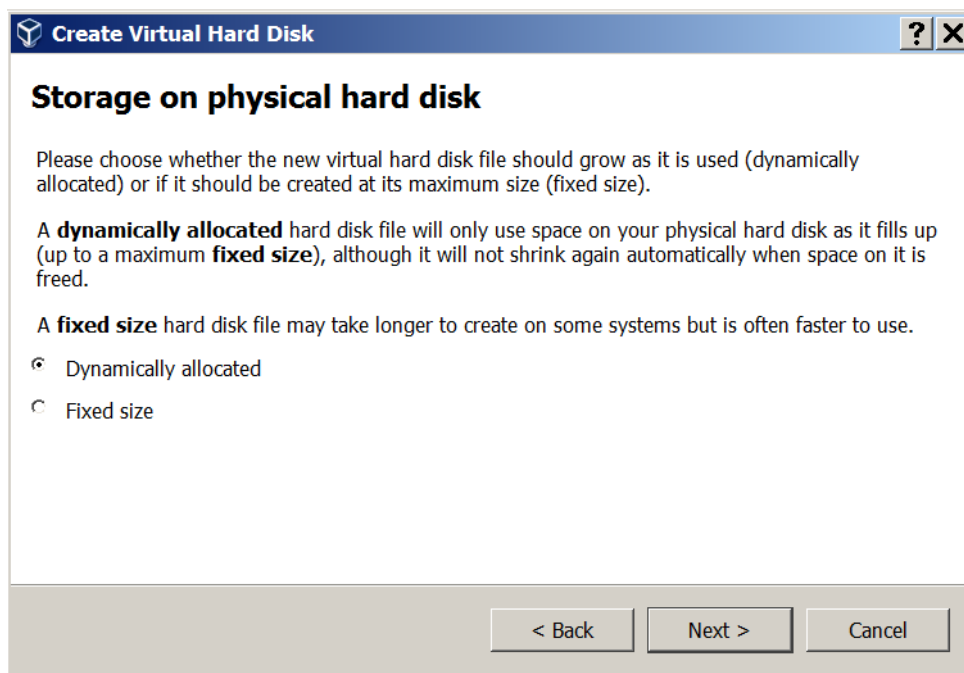 Create Virtual Hard Disk
Storage on physical hard disk
Please choose whether the new virtual hard disk file should grow as it is used (dynamically
allocated) or if it should be created at its maximum size (fixed size).
A dynamically allocated hard disk file will only use space on your physical hard disk as it fills up
(up to a maximum fixed size), although it will not shrink again automatically when space on it is
freed.
A fixed size hard disk file may take longer to create on some systems but is often faster to use.
Dynamically allocated
Fixed size
< Back Next > Cancel